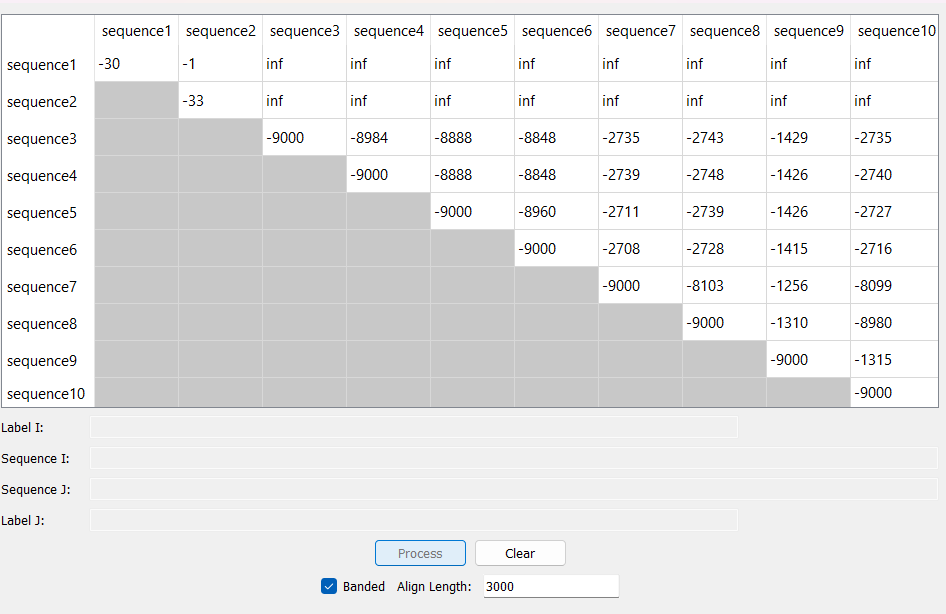 sequence1 sequence2 sequence3 sequence4 sequence5 sequence6 sequence7 sequence8 sequence9 sequence10
sequence1 -30 -1 inf inf inf inf inf inf inf inf
sequence2 -33 inf inf inf inf inf inf inf inf
sequence3 -9000 -8984 -8888 -8848 -2735 -2743 -1429 -2735
sequence4 -9000 -8888 -8848 -2739 -2748 -1426 -2740
sequence5 -9000 -8960 -2711 -2739 -1426 -2727
sequence6 -9000 -2708 -2728 -1415 -2716
sequence7 -9000 -8103 -1256 -8099
sequence8 -9000 -1310 -8980
sequence9 -9000 -1315
sequence10 -9000
Label I:
Sequence I:
Sequence J:
Label J:
Process Clear
Banded Align Length: 3000